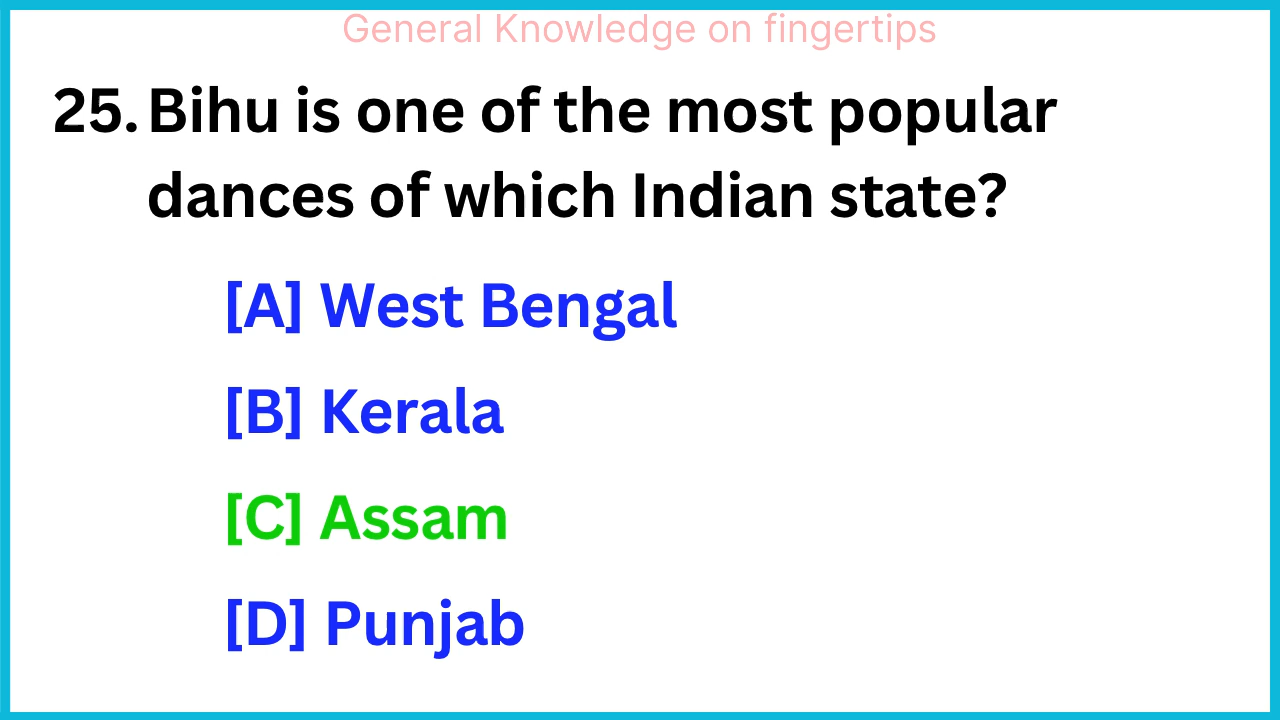 General Knowledge on fingertips
25. Bihu is one of the most popular
dances of which Indian state?
[A] West Bengal
[B] Kerala
[C] Assam
[D] Punjab